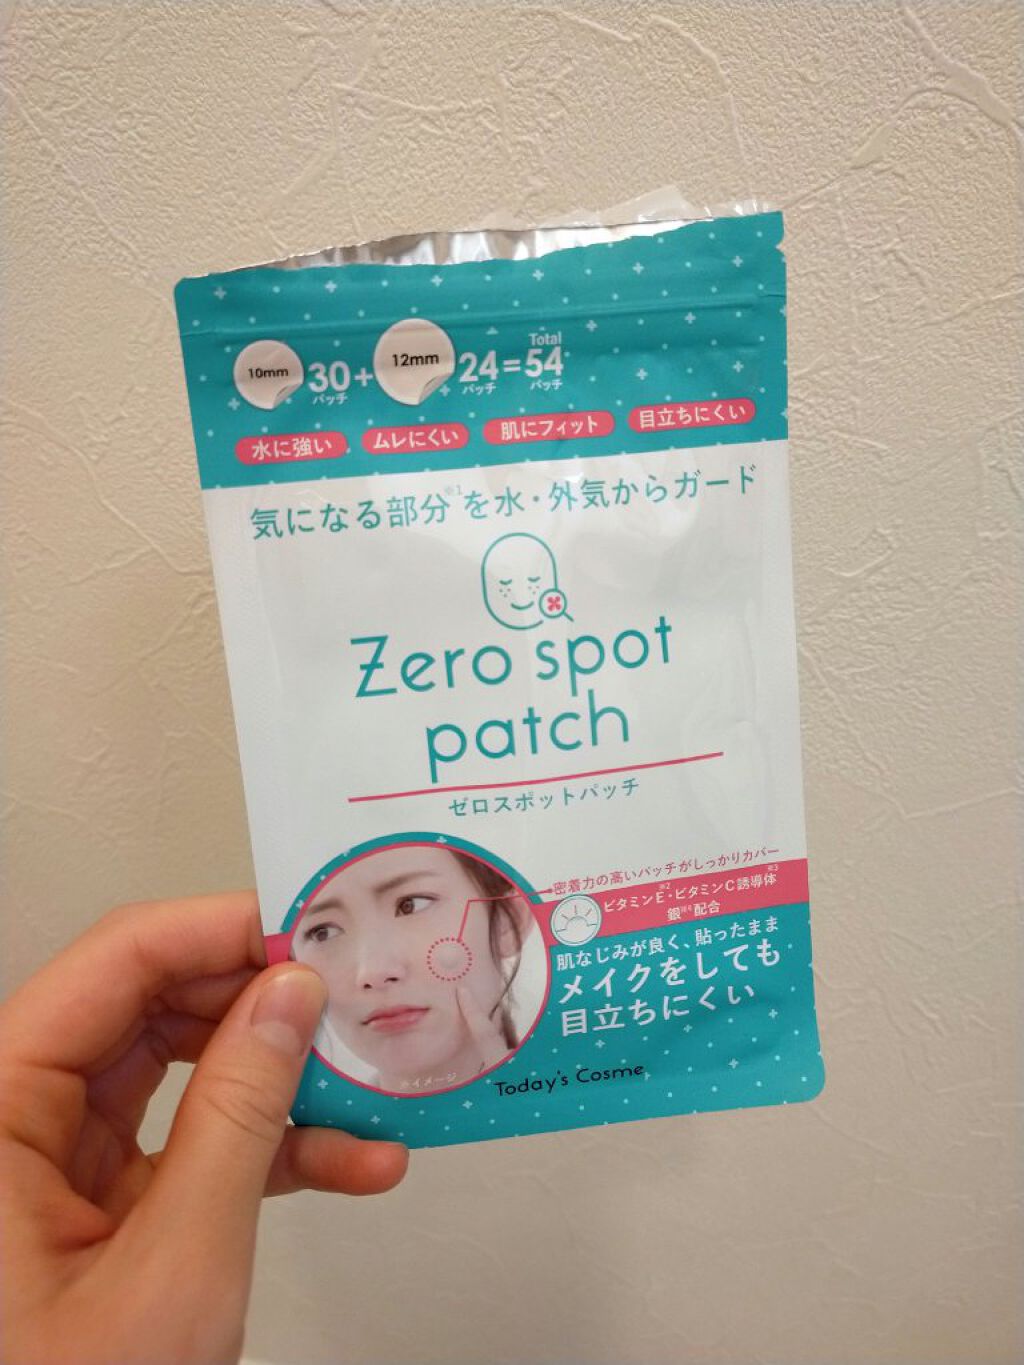 10mm 30パッチ + 12mm 24パッチ = Total 54パッチ
水に強い ムレにくい 肌にフィット 目立ちにくい
気になる部分※1を水・外気からガード
Zero spot
patch
ゼロスポットパッチ
密着力の高いパッチがしっかりカバー
ビタミンE※2・ビタミンC誘導体※3
銀※4配合
肌なじみが良く、貼ったまま
メイクをしても
目立ちにくい
※イメージ
Today's Cosme